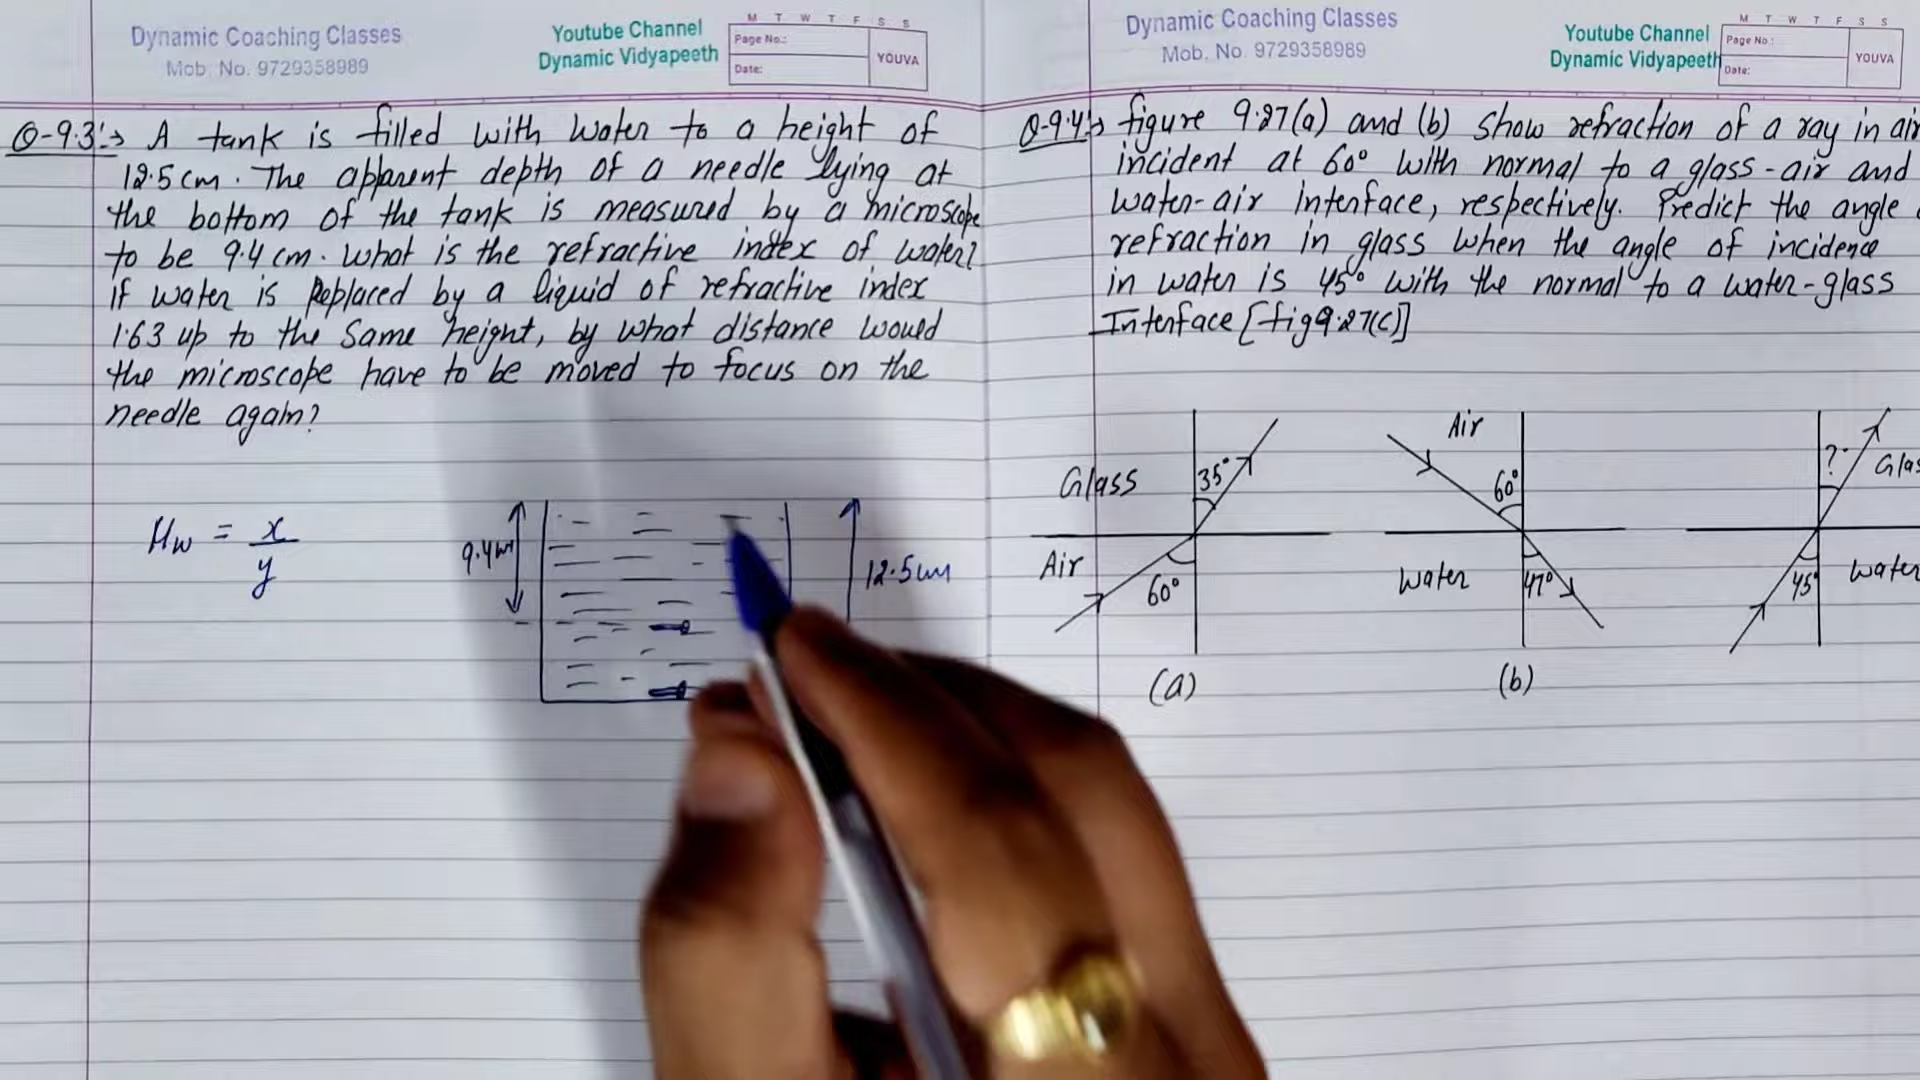 Dynamic Coaching Classes
Mob. No. 9729358989
Youtube Channel
Dynamic Vidyapeeth
M T W T F S S
Page No.:
Date:
YOUVA
Q-9.3:→ A tank is filled with water to a height of
12.5 cm. The apparent depth of a needle lying at
the bottom of the tank is measured by a microscope
to be 9.4 cm. What is the refractive index of water?
If water is Replaced by a liquid of refractive index
1.63 up to the same height, by what distance would
the microscope have to be moved to focus on the
needle again?
μw = x/y
9.4cm
12.5cm
Dynamic Coaching Classes
Mob. No. 9729358989
Youtube Channel
Dynamic Vidyapeeth
M T W T F S S
Page No.:
Date:
YOUVA
Q-9.4:→ figure 9.27(a) and (b) show refraction of a ray in air
incident at 60° with normal to a glass-air and
water-air interface, respectively. Predict the angle
refraction in glass when the angle of incidence
in water is 45° with the normal to a water-glass
Interface [fig 9.27(c)]
Glass
35°
Air
60°
(a)
Air
60°
Water
47°
(b)
?
Glas
45°
Water